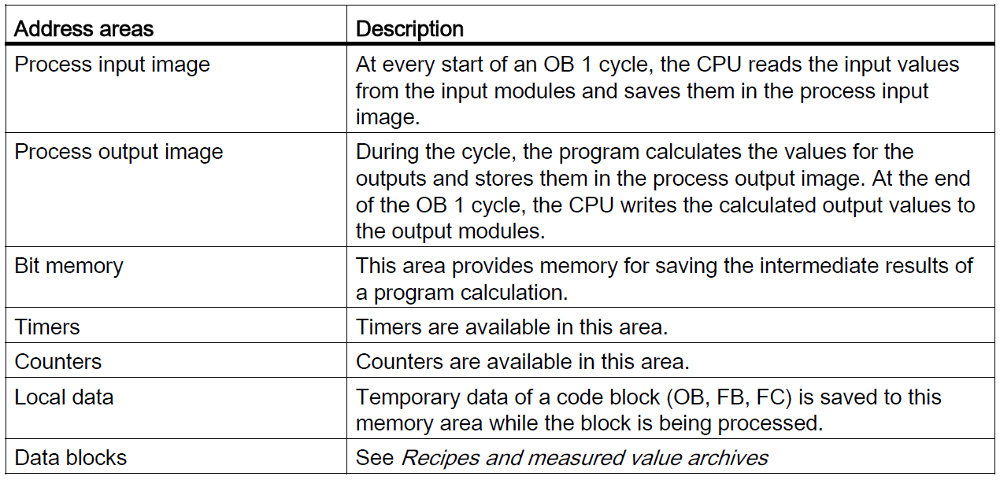 Address areas Description
Process input image At every start of an OB 1 cycle, the CPU reads the input values
from the input modules and saves them in the process input
image.
Process output image During the cycle, the program calculates the values for the
outputs and stores them in the process output image. At the end
of the OB 1 cycle, the CPU writes the calculated output values to
the output modules.
Bit memory This area provides memory for saving the intermediate results of
a program calculation.
Timers Timers are available in this area.
Counters Counters are available in this area.
Local data Temporary data of a code block (OB, FB, FC) is saved to this
memory area while the block is being processed.
Data blocks See Recipes and measured value archives